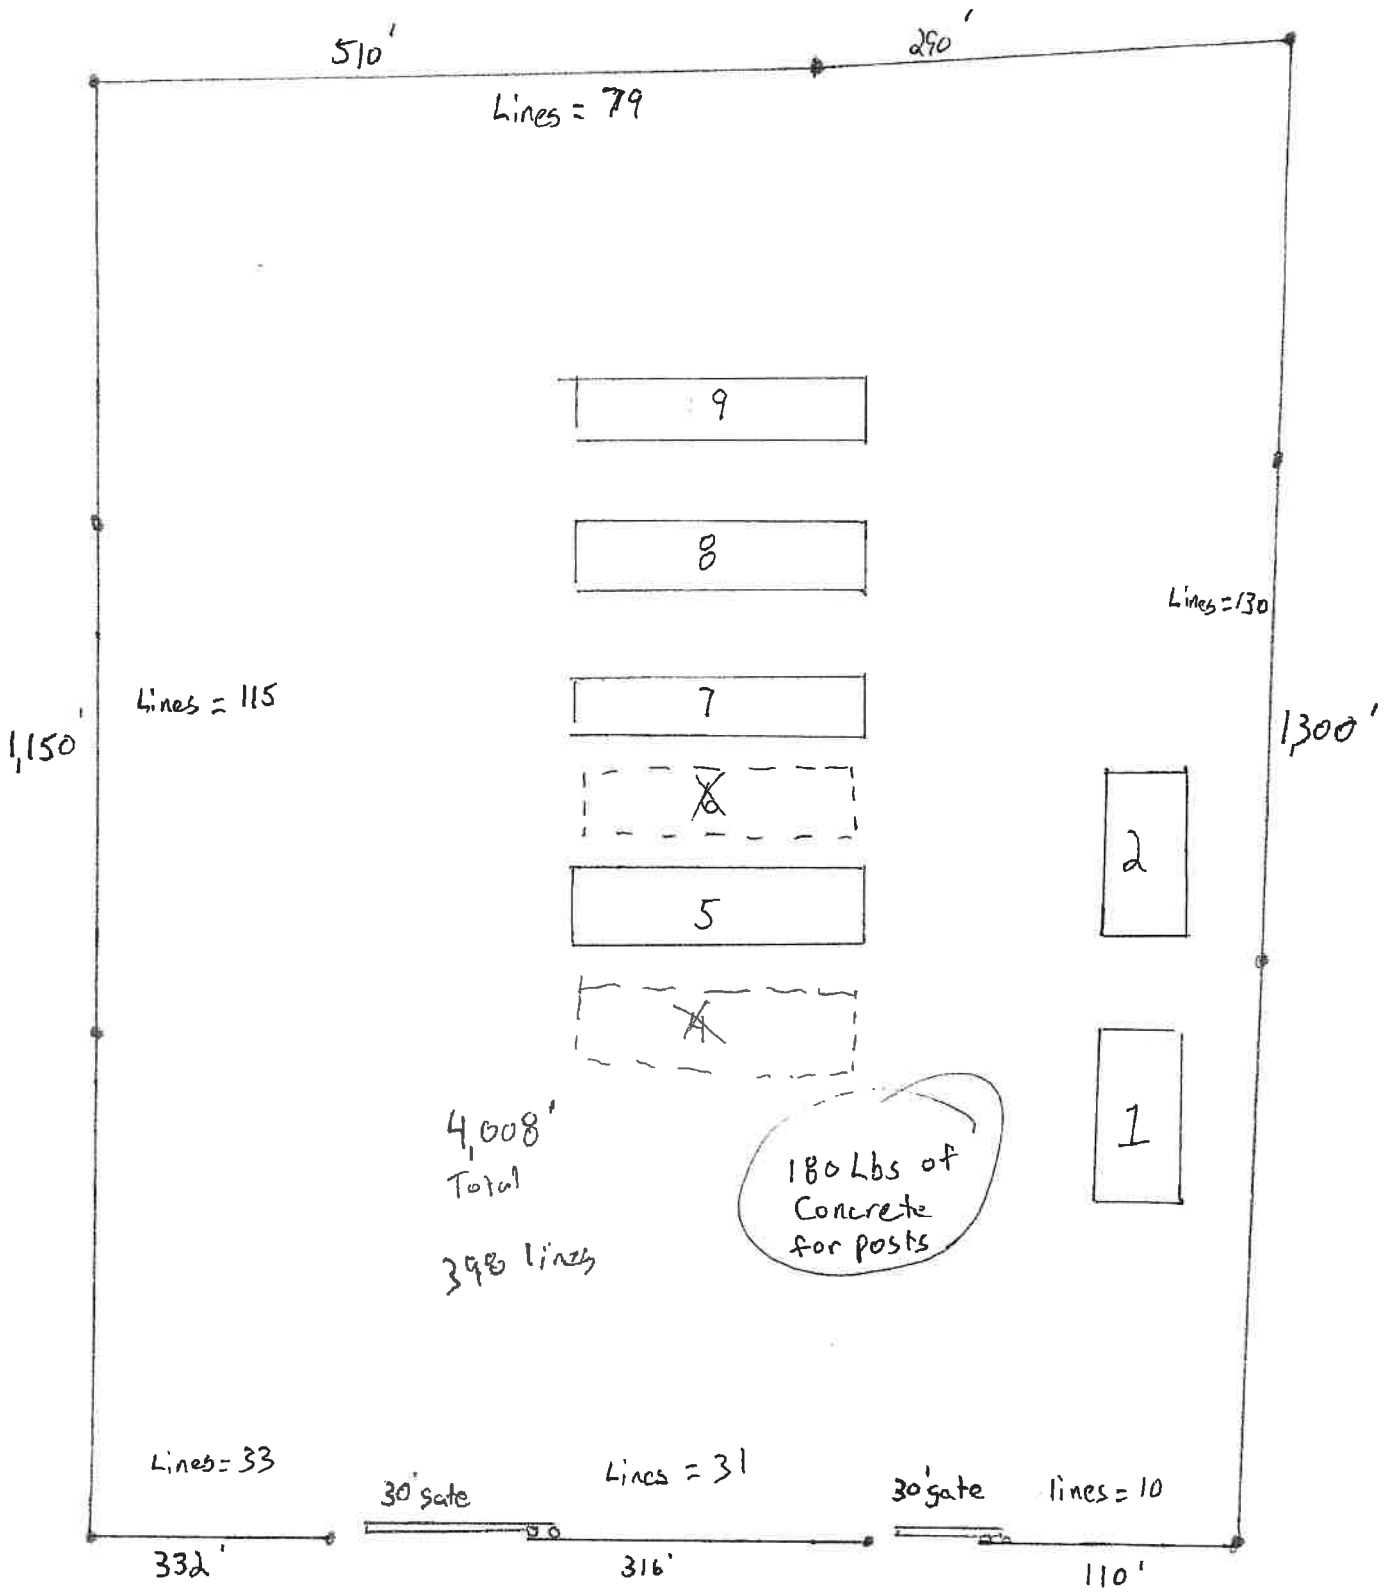 510'
290'
Lines = 79
9
8
Lines = 130
Lines = 115
7
1,150'
1,300'
6
2
5
4
4,008'
Total
180 Lbs of
Concrete
for posts
1
398 lines
Lines = 33
Lines = 31
30' gate
30' gate
lines = 10
332'
316'
110'